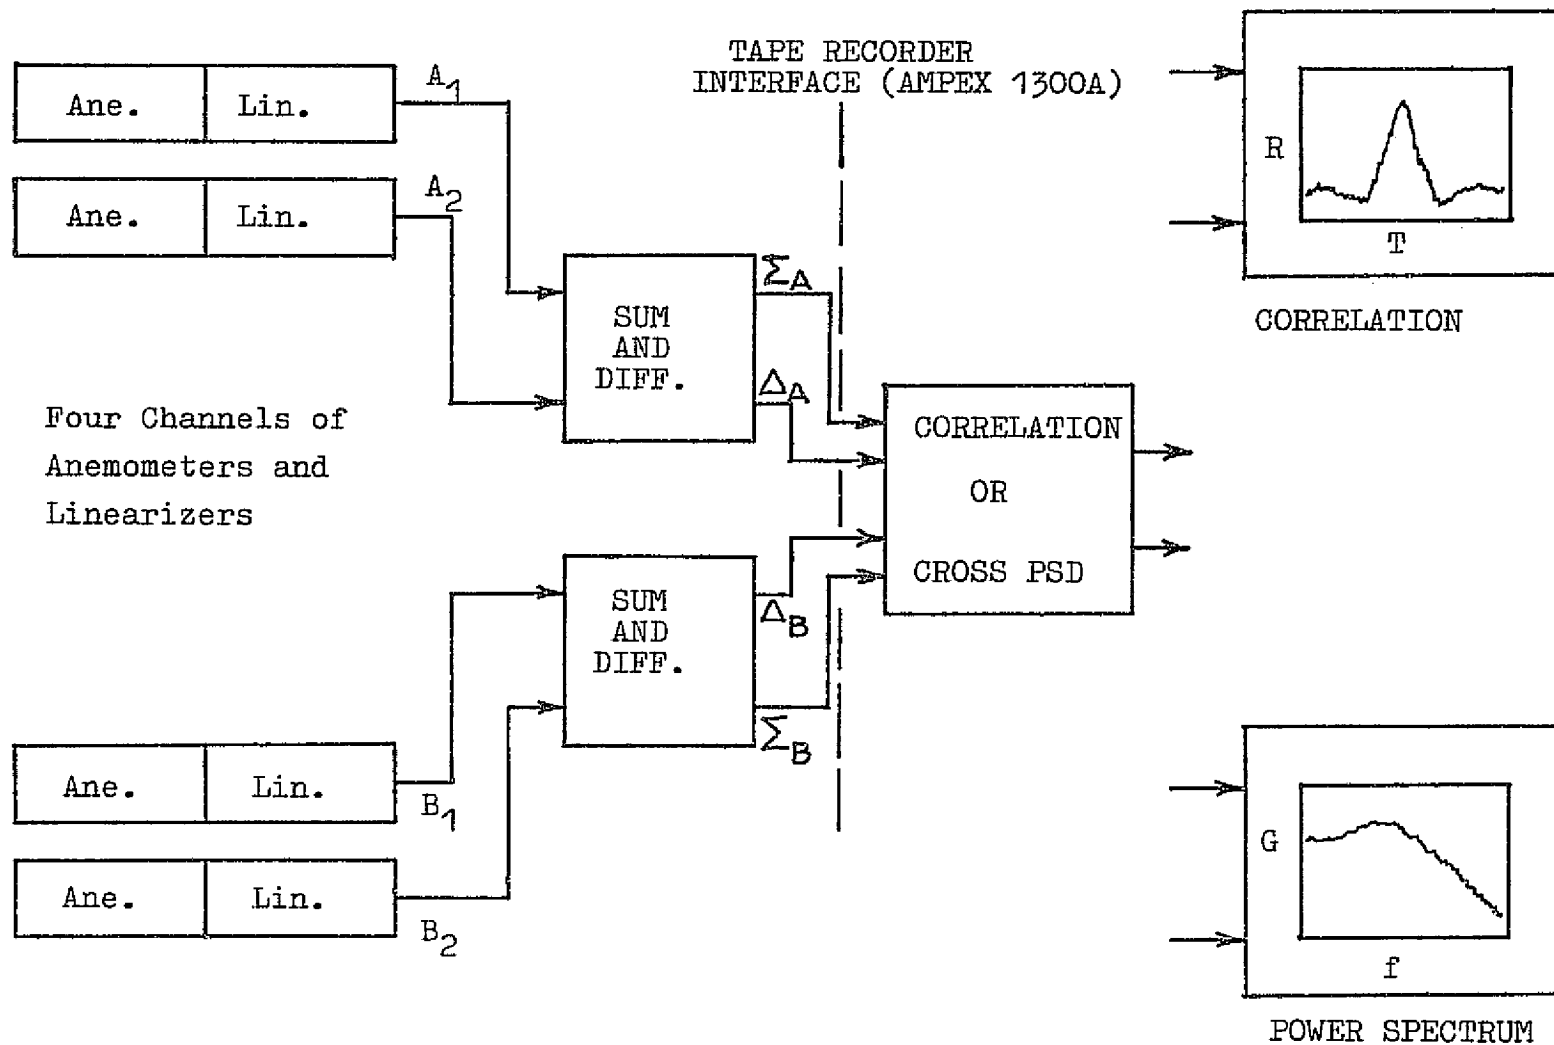 TAPE RECORDER
INTERFACE (AMPEX 1300A)
Ane. Lin. A1
Ane. Lin. A2
SUM
AND
DIFF.
ΣA
ΔA
Four Channels of
Anemometers and
Linearizers
SUM
AND
DIFF.
ΔB
ΣB
Ane. Lin. B1
Ane. Lin. B2
CORRELATION
OR
CROSS PSD
R
T
CORRELATION
G
f
POWER SPECTRUM